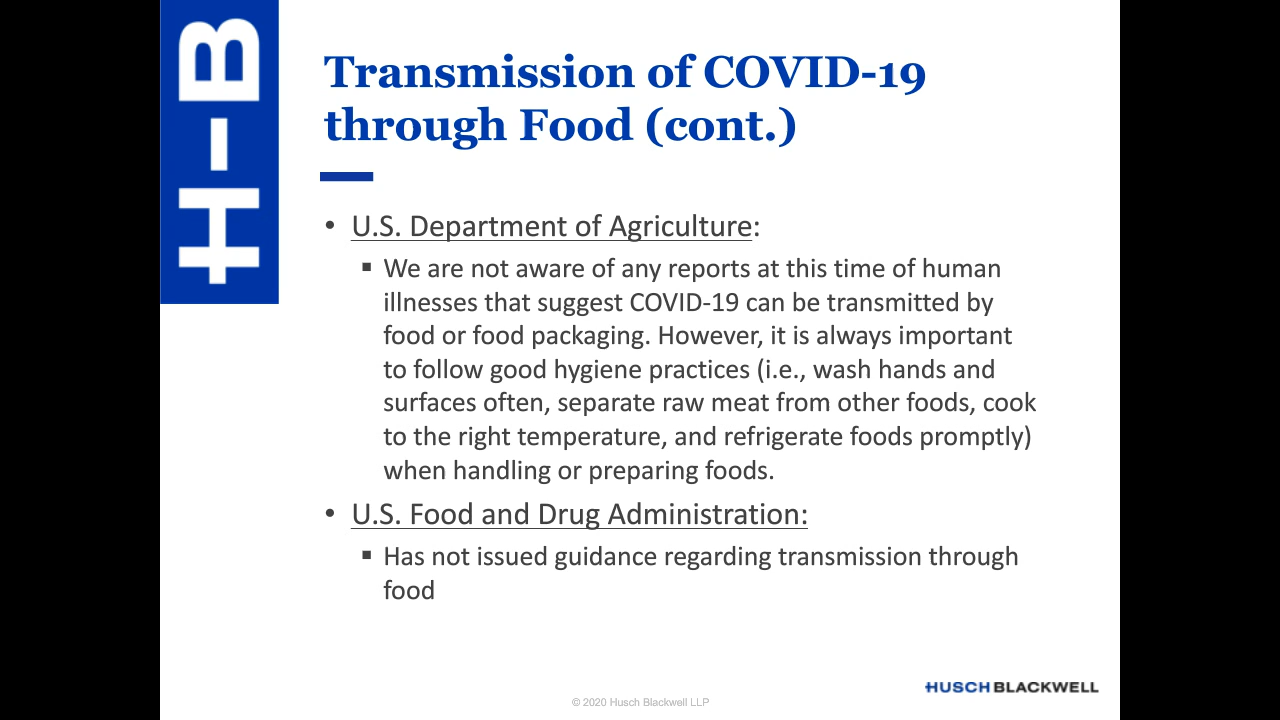 H-B
Transmission of COVID-19
through Food (cont.)
• U.S. Department of Agriculture:
▪ We are not aware of any reports at this time of human
illnesses that suggest COVID-19 can be transmitted by
food or food packaging. However, it is always important
to follow good hygiene practices (i.e., wash hands and
surfaces often, separate raw meat from other foods, cook
to the right temperature, and refrigerate foods promptly)
when handling or preparing foods.
• U.S. Food and Drug Administration:
▪ Has not issued guidance regarding transmission through
food
HUSCH BLACKWELL
© 2020 Husch Blackwell LLP